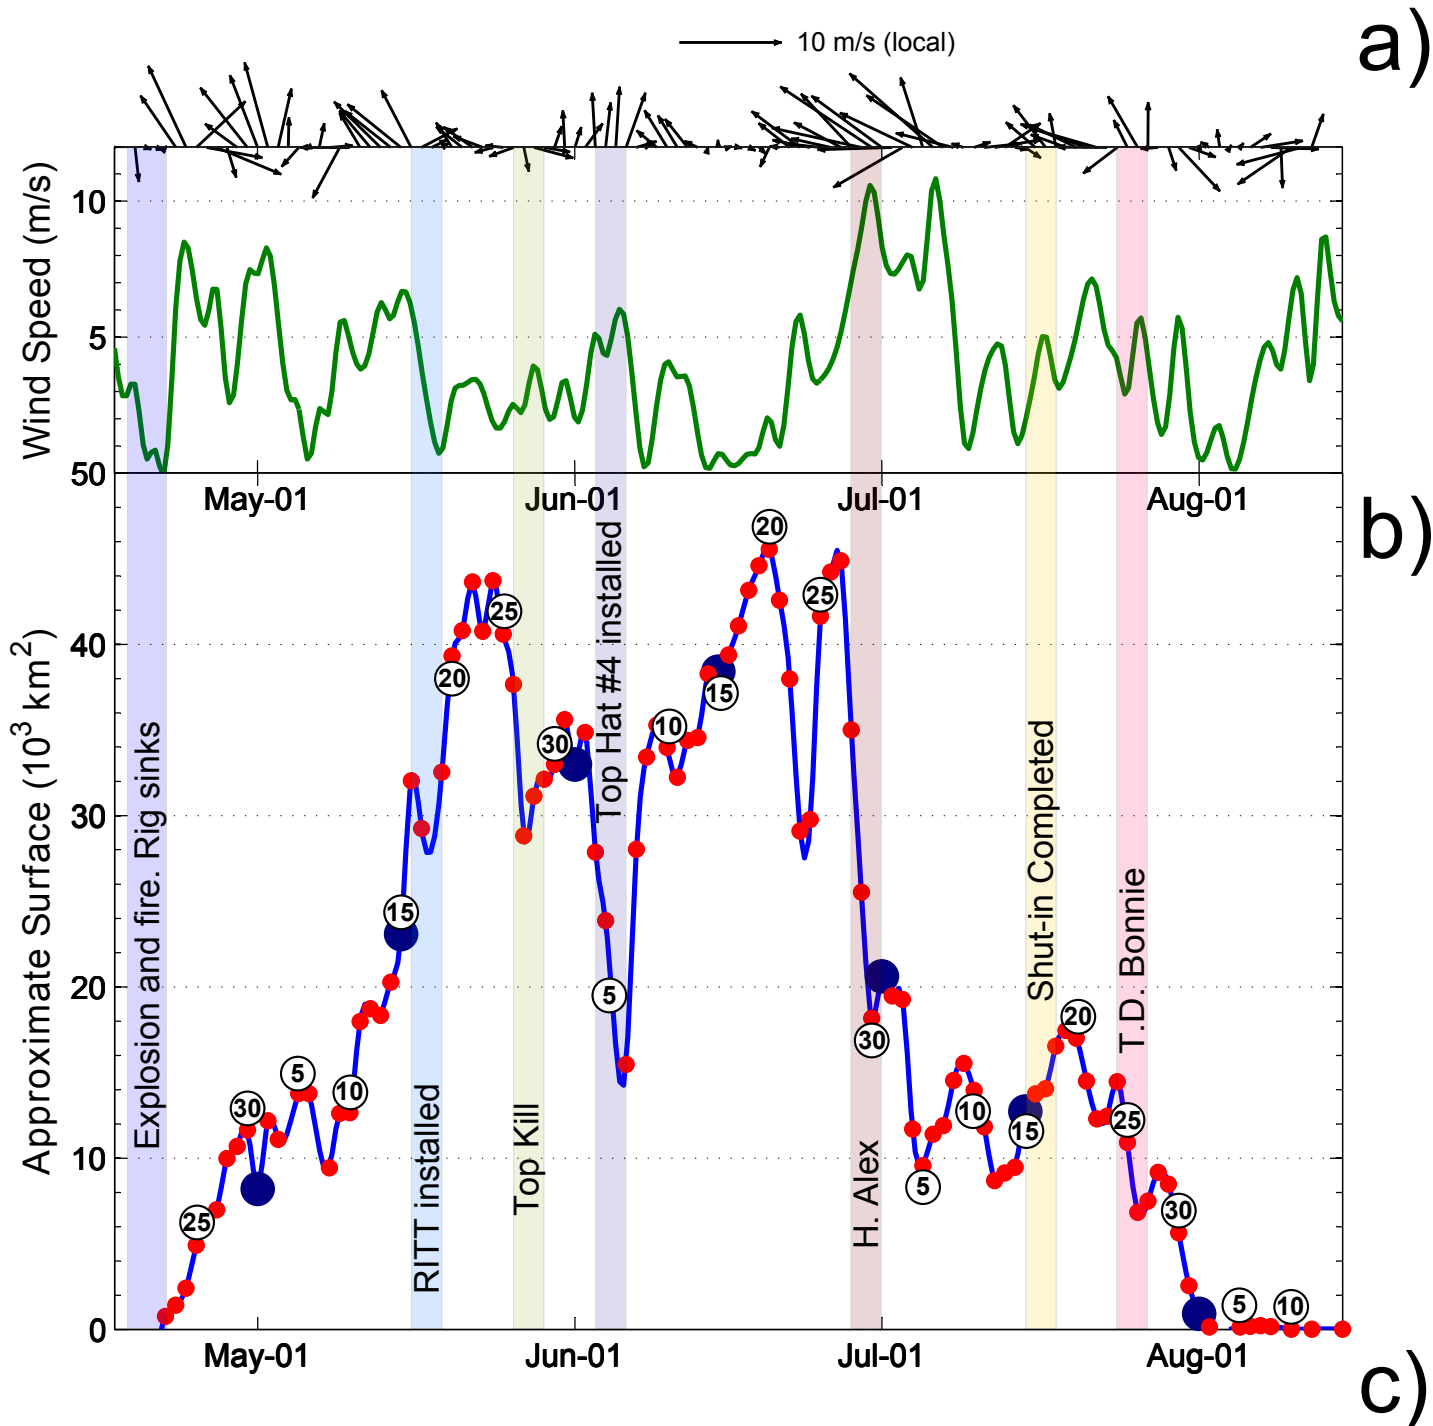 a)
10 m/s (local)
Wind Speed (m/s)
10
5
50
May-01
Jun-01
Jul-01
Aug-01
b)
Approximate Surface (10³ km²)
40
30
20
10
0
Explosion and fire. Rig sinks
RITT installed
Top Kill
Top Hat #4 installed
H. Alex
Shut-in Completed
T.D. Bonnie
25
30
5
10
15
20
25
30
5
10
15
20
25
30
5
10
15
20
25
30
5
10
May-01
Jun-01
Jul-01
Aug-01
c)